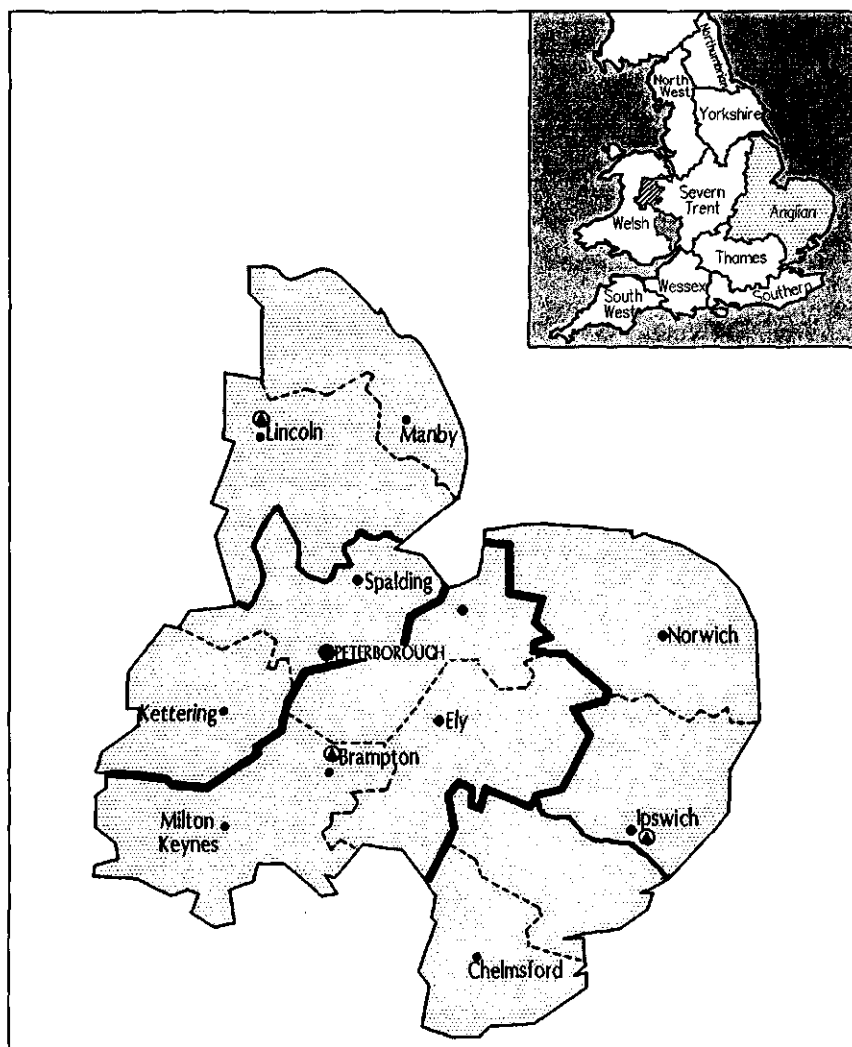 Northumbria
North
West
Yorkshire
Severn
Trent
Anglian
Welsh
Thames
Wessex
Southern
South
West
Lincoln
Manby
Spalding
Norwich
PETERBOROUGH
Kettering
Ely
Brampton
Milton
Keynes
Ipswich
Chelmsford